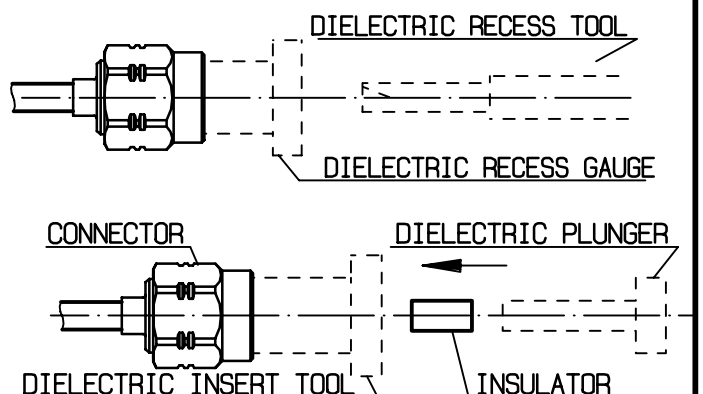 DIELECTRIC RECESS TOOL
DIELECTRIC RECESS GAUGE
CONNECTOR
DIELECTRIC PLUNGER
DIELECTRIC INSERT TOOL
INSULATOR